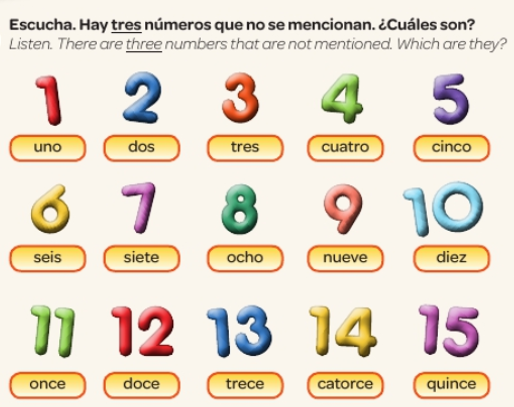 Escucha. Hay tres números que no se mencionan. ¿Cuáles son?
Listen. There are three numbers that are not mentioned. Which are they?
1 2 3 4 5
uno dos tres cuatro cinco
6 7 8 9 10
seis siete ocho nueve diez
11 12 13 14 15
once doce trece catorce quince